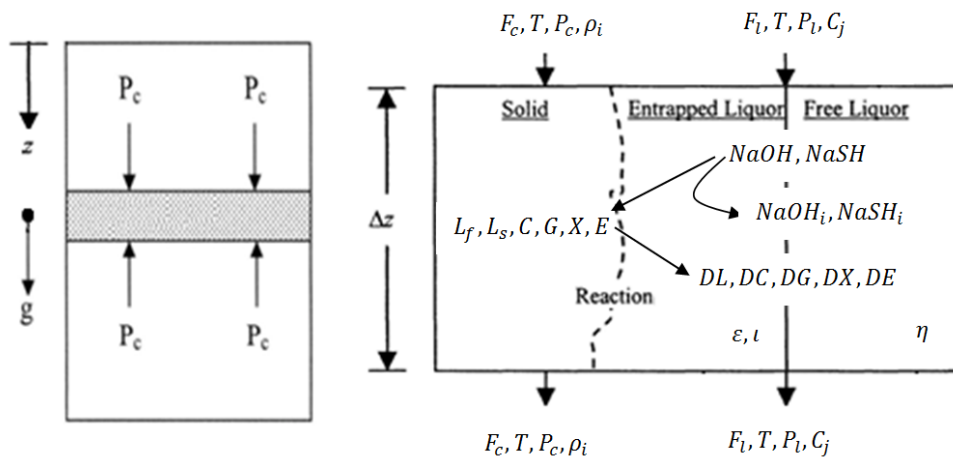 z
g
P_c P_c
P_c P_c
F_c, T, P_c, ρ_i
F_l, T, P_l, C_j
Δz
Solid
Entrapped Liquor
Free Liquor
NaOH, NaSH
NaOH_i, NaSH_i
L_f, L_s, C, G, X, E
DL, DC, DG, DX, DE
Reaction
ε, ι
η
F_c, T, P_c, ρ_i
F_l, T, P_l, C_j